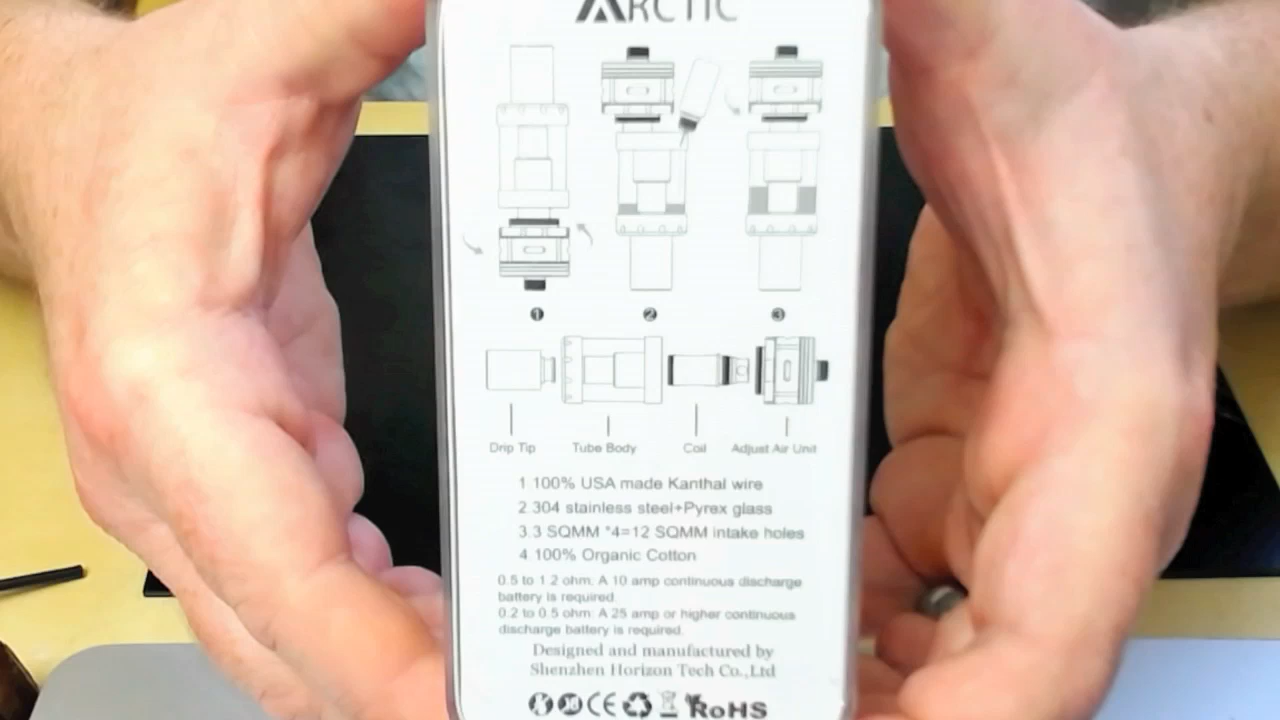 ARCTIC
1 2 3
Drip Tip Tube Body Coil Adjust Air Unit
1 100% USA made Kanthal wire
2.304 stainless steel+Pyrex glass
3.3 SQMM *4=12 SQMM intake holes
4.100% Organic Cotton
0.5 to 1.2 ohm: A 10 amp continuous discharge
battery is required.
0.2 to 0.5 ohm: A 25 amp or higher continuous
discharge battery is required.
Designed and manufactured by
Shenzhen Horizon Tech Co.,Ltd
CE RoHS